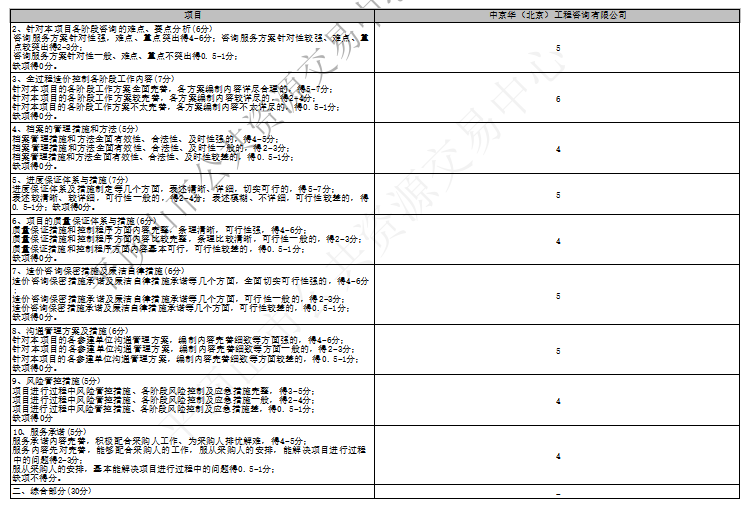 项目 中京华（北京）工程咨询有限公司
2、针对本项目各阶段咨询的难点、要点分析(6分)
咨询服务方案针对性强，难点、重点突出得4-6分；咨询服务方案针对性较强、难点、重
点较突出得2-3分；
咨询服务方案针对性一般、难点、重点不突出得0.5-1分；
缺项得0分。
5
3、全过程造价控制各阶段工作内容(7分)
针对本项目的各阶段工作方案全面完善，各方案编制内容详尽合理的，得5-7分；
针对本项目的各阶段工作方案较完善，各方案编制内容较详尽的，得2-4分；
针对本项目的各阶段工作方案不太完善，各方案编制内容不太详尽的，得0.5-1分；
缺项得0分。
6
4、档案的管理措施和方法(5分)
档案管理措施和方法全面有效性、合法性、及时性强的，得4-5分；
档案管理措施和方法全面有效性、合法性、及时性一般的，得2-3分；
档案管理措施和方法全面有效性、合法性、及时性较差的，得0.5-1分；
缺项得0分。
4
5、进度保证体系与措施(7分)
进度保证体系及措施制定等几个方面，表述清晰、详细，切实可行的，得5-7分；
表述较清晰、较详细，可行性一般的，得2-4分；表述模糊、不详细，可行性较差的，得
0.5-1分；缺项得0分。
5
6、项目的质量保证体系与措施(6分)
质量保证措施和控制程序方面内容完整，条理清晰，可行性强，得4-6分；
质量保证措施和控制程序方面内容比较完整，条理比较清晰，可行性一般的，得2-3分；
质量保证措施和控制程序方面内容基本可行，可行性较差的，得0.5-1分；
缺项得0分。
4
7、造价咨询保密措施及廉洁自律措施(6分)
造价咨询保密措施承诺及廉洁自律措施承诺等几个方面，全面切实可行性强的，得4-6分
；
造价咨询保密措施承诺及廉洁自律措施承诺等几个方面，可行性一般的，得2-3分；
造价咨询保密措施承诺及廉洁自律措施承诺等几个方面，可行性较差的，得0.5-1分；
缺项得0分。
5
8、沟通管理方案及措施(6分)
针对本项目的各参建单位沟通管理方案，编制内容完善细致等方面强的，得4-6分；
针对本项目的各参建单位沟通管理方案，编制内容完善细致等方面一般的，得2-3分；
针对本项目的各参建单位沟通管理方案，编制内容完善细致等方面较差的，得0.5-1分；
缺项得0分。
5
9、风险管控措施(5分)
项目进行过程中风险管控措施、各阶段风险控制及应急措施完整，得3-5分；
项目进行过程中风险管控措施、各阶段风险控制及应急措施一般，得2-4分；
项目进行过程中风险管控措施、各阶段风险控制及应急措施差，得0.5-1分；
缺项得0分
4
10、服务承诺(5分)
服务承诺内容完善，积极配合采购人工作、为采购人排忧解难，得4-5分；
服务内容先对完善，能够配合采购人的工作，服从采购人的安排，能解决项目进行过程
中的问题得2-3分；
服从采购人的安排，基本能解决项目进行过程中的问题得0.5-1分；
缺项不得分。
4
二、综合部分(30分) -